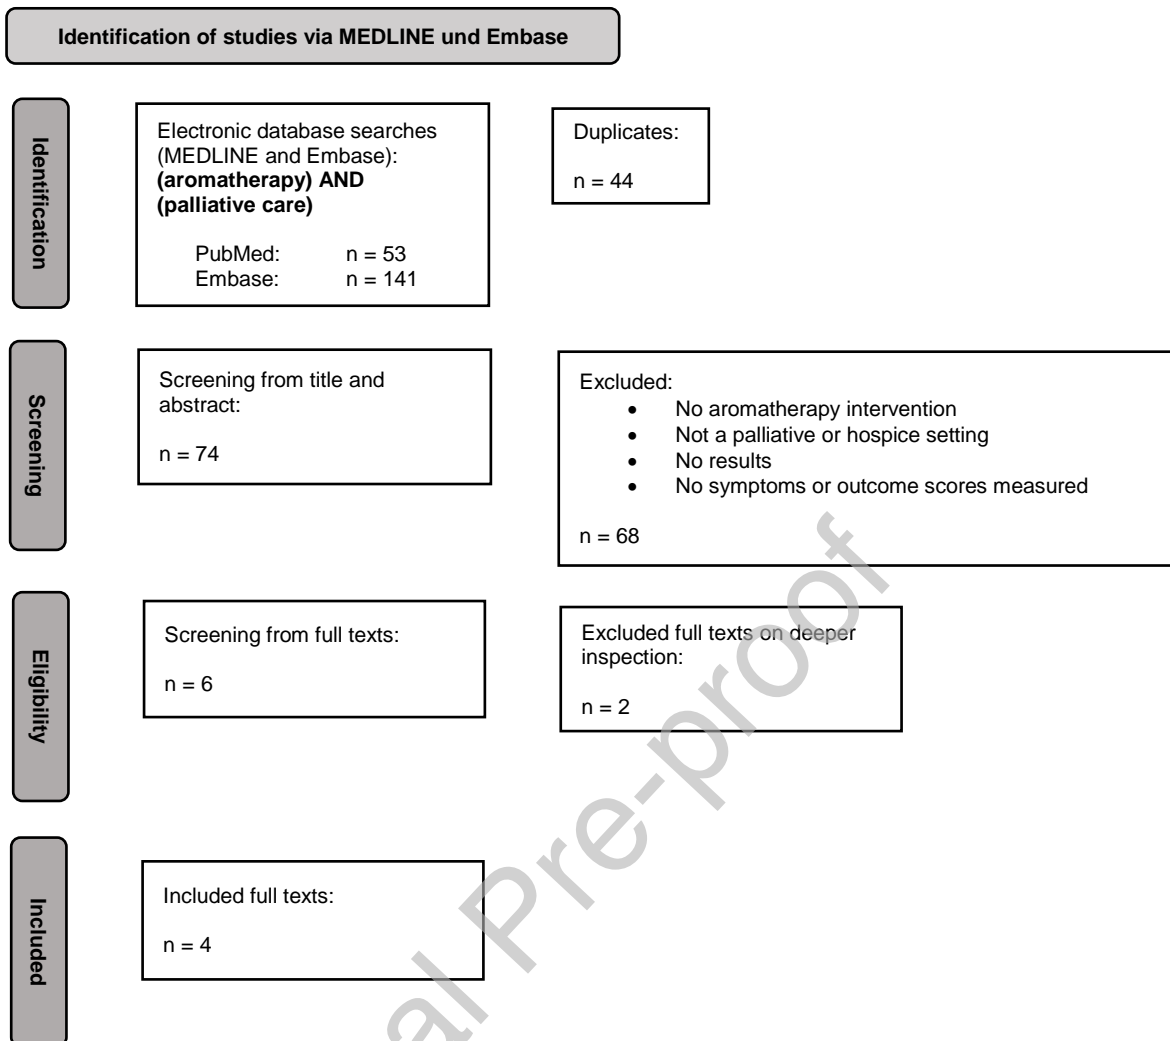 Identification of studies via MEDLINE und Embase
Identification
Electronic database searches
(MEDLINE and Embase):
(aromatherapy) AND
(palliative care)
PubMed: n = 53
Embase: n = 141
Duplicates:
n = 44
Screening
Screening from title and
abstract:
n = 74
Excluded:
• No aromatherapy intervention
• Not a palliative or hospice setting
• No results
• No symptoms or outcome scores measured
n = 68
Eligibility
Screening from full texts:
n = 6
Excluded full texts on deeper
inspection:
n = 2
Included
Included full texts:
n = 4
al Pre-proof